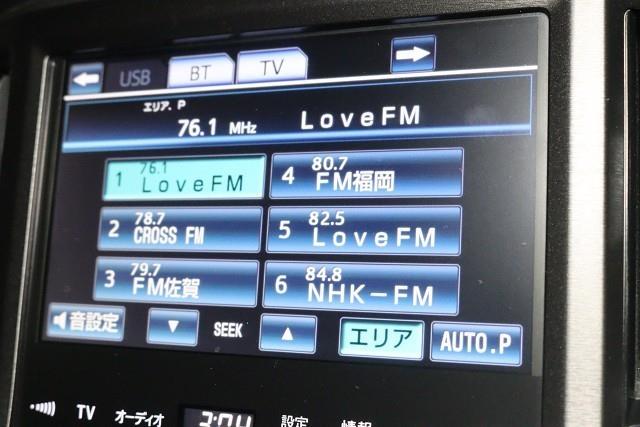 USB BT TV
エリア. P
76.1 MHz LoveFM
1 76.1 LoveFM
2 78.7 CROSS FM
3 79.7 FM佐賀
4 80.7 FM福岡
5 82.5 LoveFM
6 84.8 NHK-FM
音設定 SEEK エリア AUTO.P
TV オーディオ 設定 情報